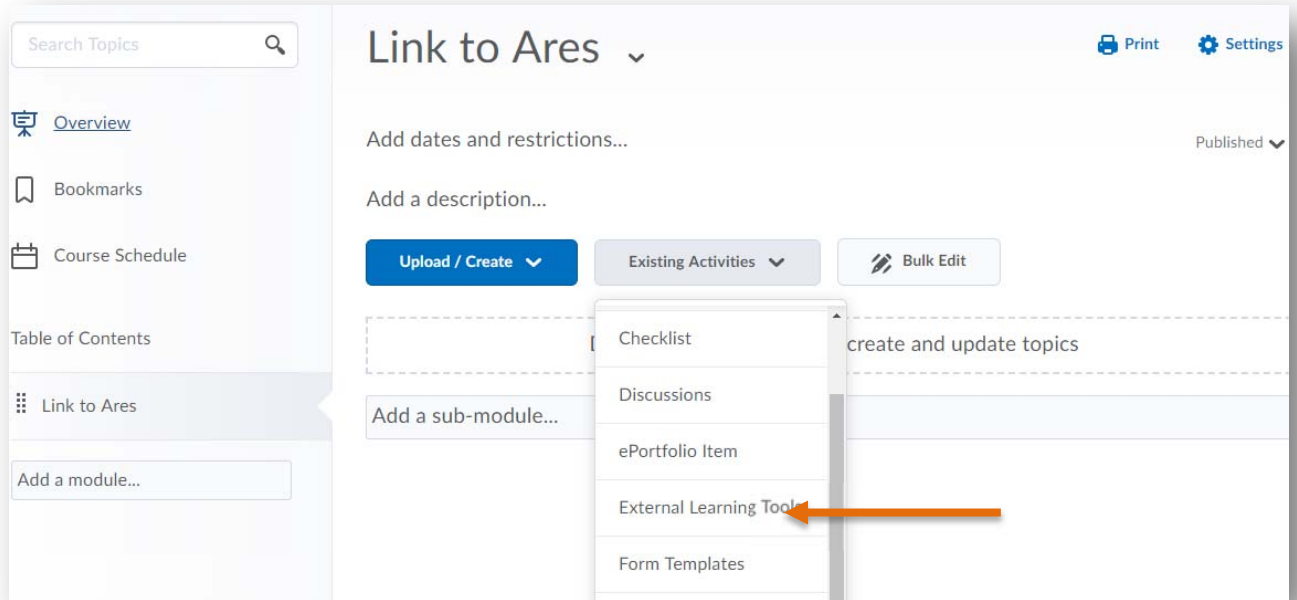 Search Topics
Overview
Bookmarks
Course Schedule
Table of Contents
Link to Ares
Add a module...
Link to Ares
Print
Settings
Add dates and restrictions...
Published
Add a description...
Upload / Create
Existing Activities
Bulk Edit
create and update topics
Add a sub-module...
Checklist
Discussions
ePortfolio Item
External Learning Tools
Form Templates